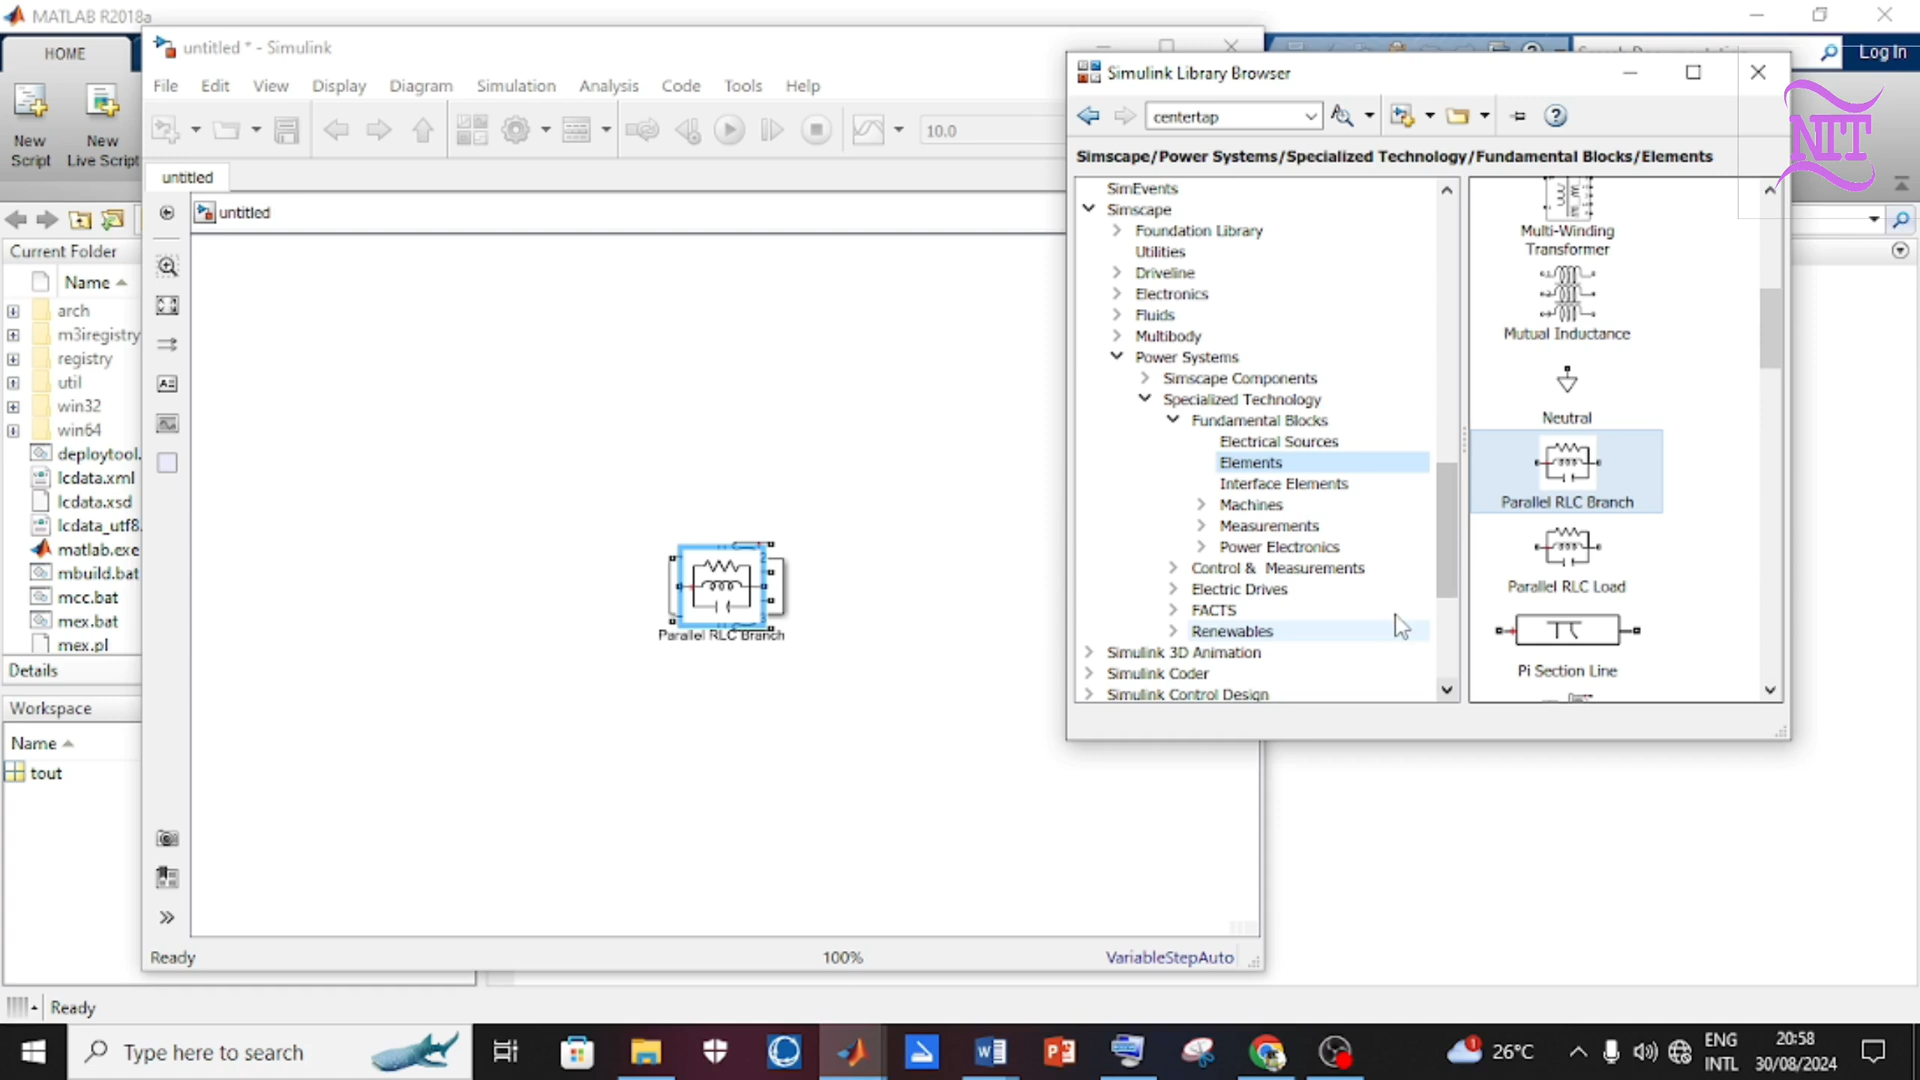 MATLAB R2018a
HOME
New Script
New Live Script
Log In
Current Folder
Name
arch
m3iregistry
registry
util
win32
win64
deploytool.
lcdata.xml
lcdata.xsd
lcdata_utf8.
matlab.exe
mbuild.bat
mcc.bat
mex.bat
mex.pl
Details
Workspace
Name
tout
Ready
untitled * - Simulink
File Edit View Display Diagram Simulation Analysis Code Tools Help
10.0
untitled
untitled
Parallel RLC Branch
Ready
100%
VariableStepAuto
Simulink Library Browser
centertap
Simscape/Power Systems/Specialized Technology/Fundamental Blocks/Elements
SimEvents
Simscape
Foundation Library
Utilities
Driveline
Electronics
Fluids
Multibody
Power Systems
Simscape Components
Specialized Technology
Fundamental Blocks
Electrical Sources
Elements
Interface Elements
Machines
Measurements
Power Electronics
Control & Measurements
Electric Drives
FACTS
Renewables
Simulink 3D Animation
Simulink Coder
Simulink Control Design
Multi-Winding
Transformer
Mutual Inductance
Neutral
Parallel RLC Branch
Parallel RLC Load
Pi Section Line
NIT
Type here to search
26°C
ENG
INTL
20:58
30/08/2024